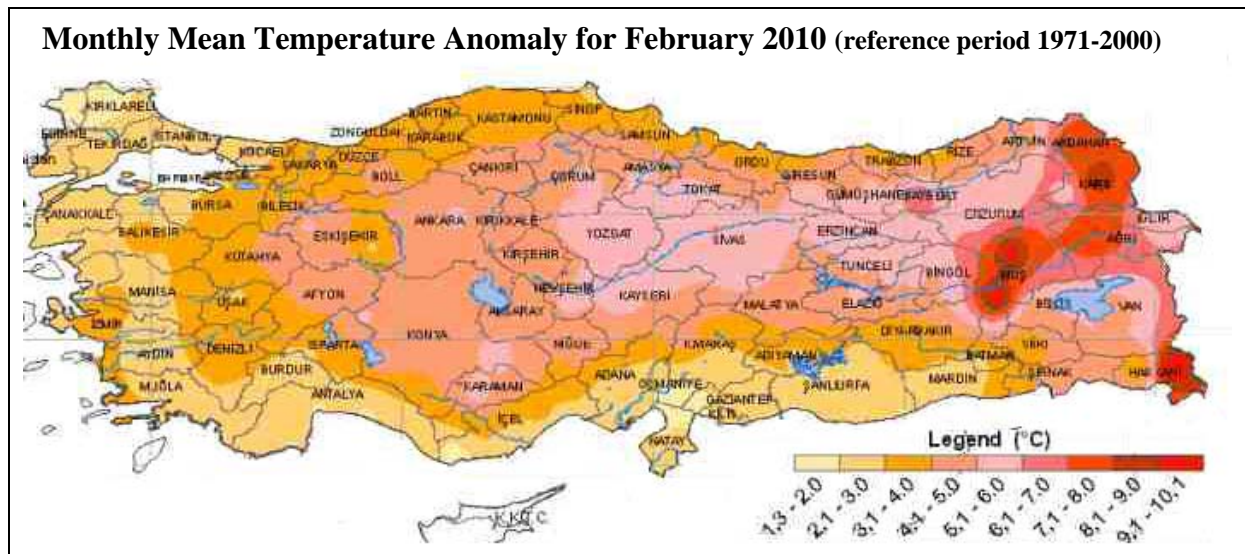 Monthly Mean Temperature Anomaly for February 2010 (reference period 1971-2000)
KIRKLARELİ
EDİRNE
TEKİRDAĞ
İSTANBUL
KOCAELİ
SAKARYA
DÜZCE
ZONGULDAK
BARTIN
KARABÜK
KASTAMONU
SİNOP
SAMSUN
ORDU
GİRESUN
TRABZON
RİZE
ARTVİN
ARDAHAN
KARS
IĞDIR
AĞRI
ERZURUM
GÜMÜŞHANE
BAYBURT
ERZİNCAN
TUNCELİ
BİNGÖL
MUŞ
BİTLİS
VAN
ÇANAKKALE
BALIKESİR
BURSA
BİLECİK
BOLU
ÇANKIRI
ÇORUM
AMASYA
TOKAT
ANKARA
KIRIKKALE
YOZGAT
SİVAS
ESKİŞEHİR
KÜTAHYA
KIRŞEHİR
NEVŞEHİR
KAYSERİ
MALATYA
ELAZIĞ
MANİSA
UŞAK
AFYON
KONYA
AKSARAY
İZMİR
AYDIN
DENİZLİ
ISPARTA
NİĞDE
K.MARAŞ
ADIYAMAN
DİYARBAKIR
BATMAN
SİİRT
ŞIRNAK
HAKKARİ
MARDİN
BURDUR
MUĞLA
ANTALYA
KARAMAN
İÇEL
ADANA
OSMANİYE
GAZİANTEP
KİLİS
ŞANLIURFA
HATAY
K.K.T.C
Legend (°C)
1,3 - 2.0
2,1 - 3.0
3,1 - 4.0
4,1 - 5.0
5,1 - 6.0
6,1 - 7.0
7,1 - 8.0
8,1 - 9.0
9,1 - 10,1